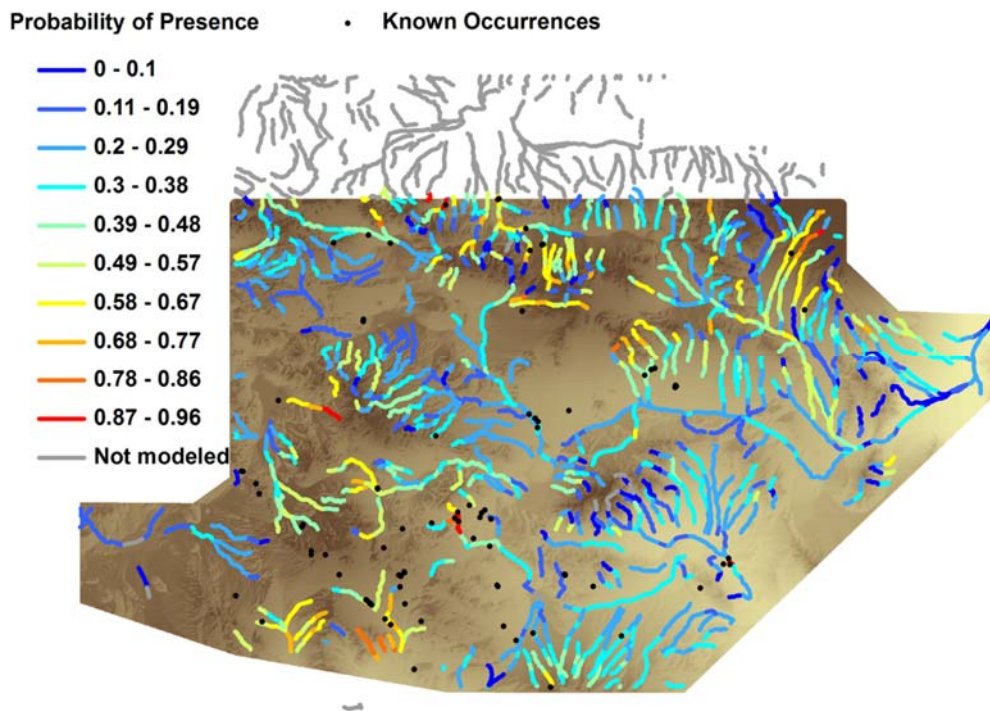 Probability of Presence
Known Occurrences
0 - 0.1
0.11 - 0.19
0.2 - 0.29
0.3 - 0.38
0.39 - 0.48
0.49 - 0.57
0.58 - 0.67
0.68 - 0.77
0.78 - 0.86
0.87 - 0.96
Not modeled